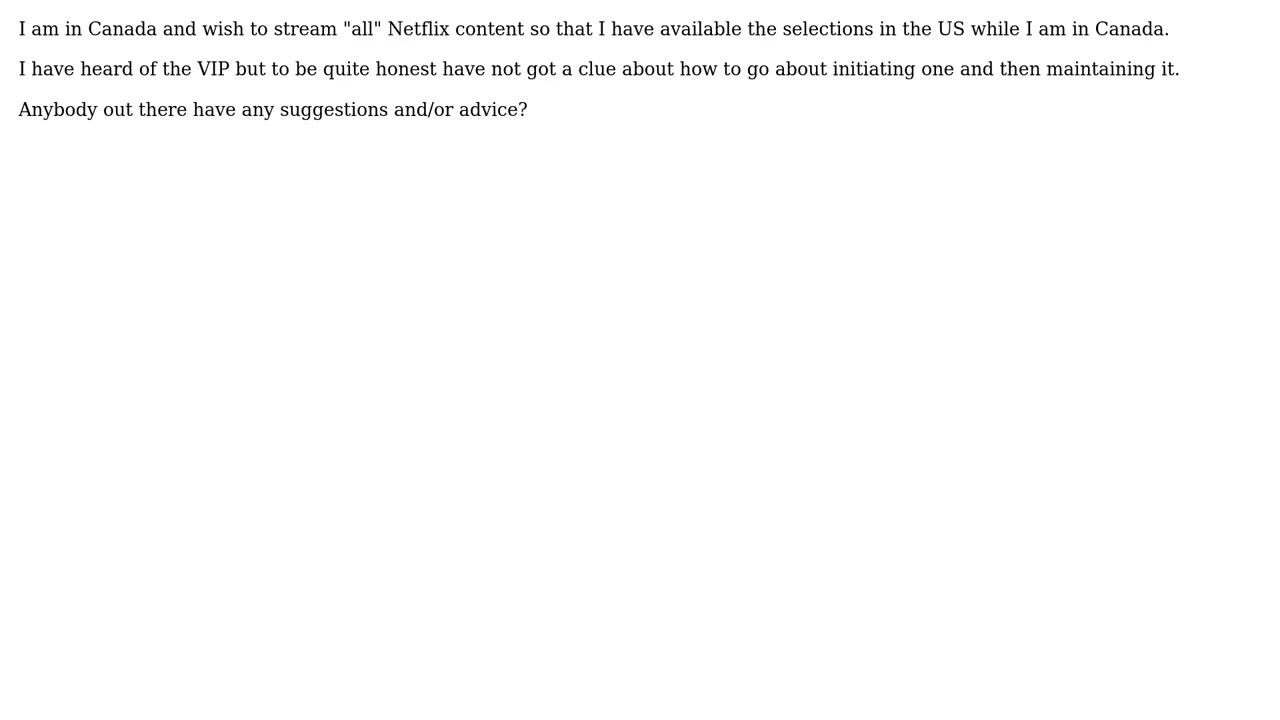 I am in Canada and wish to stream "all" Netflix content so that I have available the selections in the US while I am in Canada.
I have heard of the VIP but to be quite honest have not got a clue about how to go about initiating one and then maintaining it.
Anybody out there have any suggestions and/or advice?